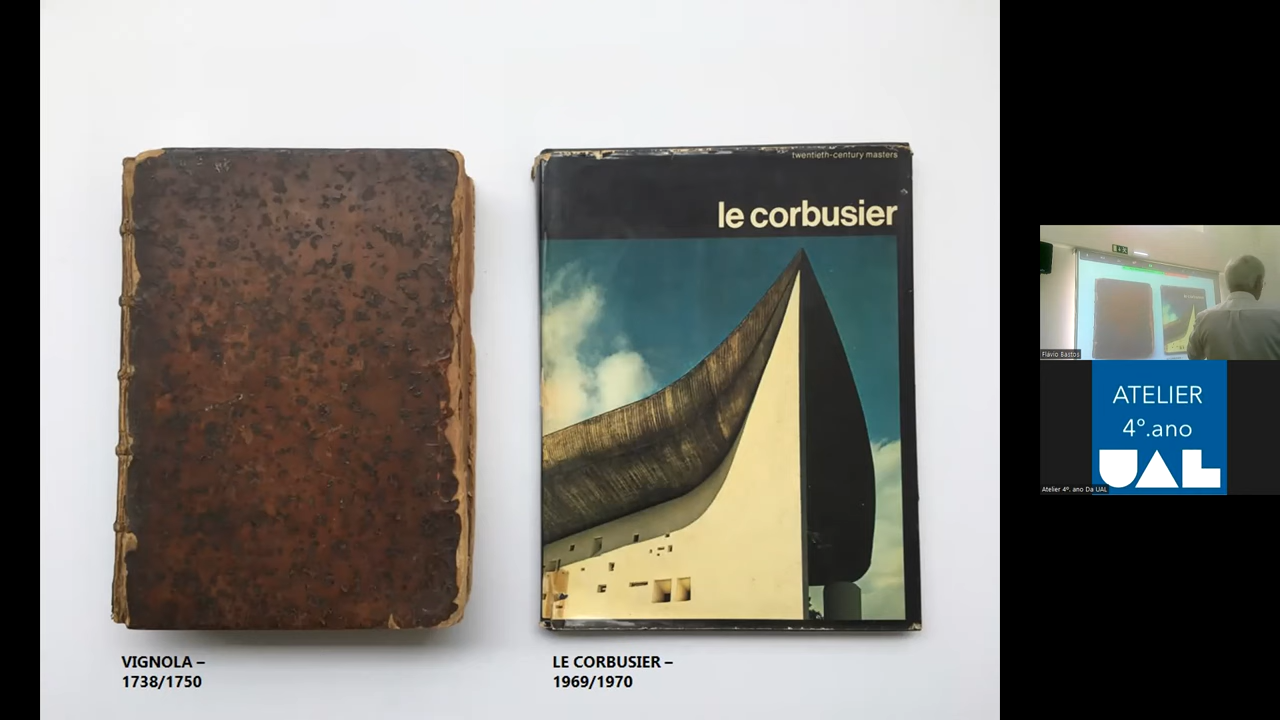 twentieth-century masters
le corbusier
VIGNOLA –
1738/1750
LE CORBUSIER –
1969/1970
Flávio Bastos
ATELIER
4º.ano
UAL
Atelier 4º. ano Da UAL